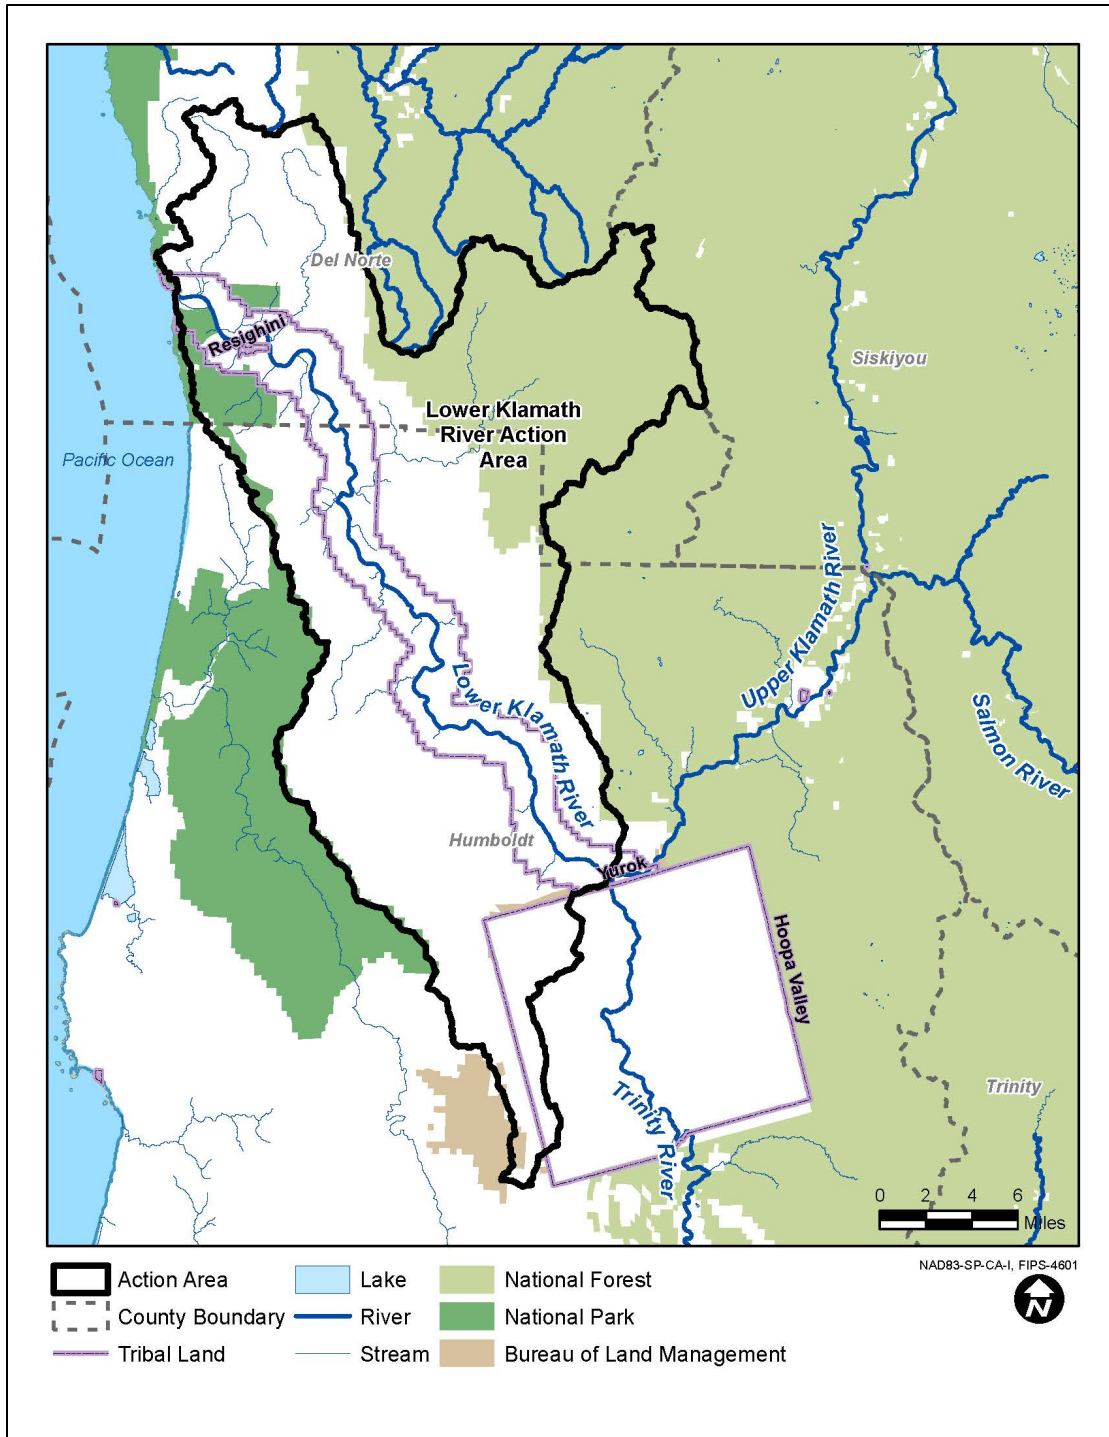 Del Norte
Resighini
Siskiyou
Lower Klamath
River Action
Area
Pacific Ocean
Upper Klamath River
Salmon River
Lower Klamath River
Humboldt
Yurok
Hoopa Valley
Trinity River
Trinity
0 2 4 6
Miles
NAD83-SP-CA-I, FIPS-4601
N
Action Area
Lake
National Forest
County Boundary
River
National Park
Tribal Land
Stream
Bureau of Land Management